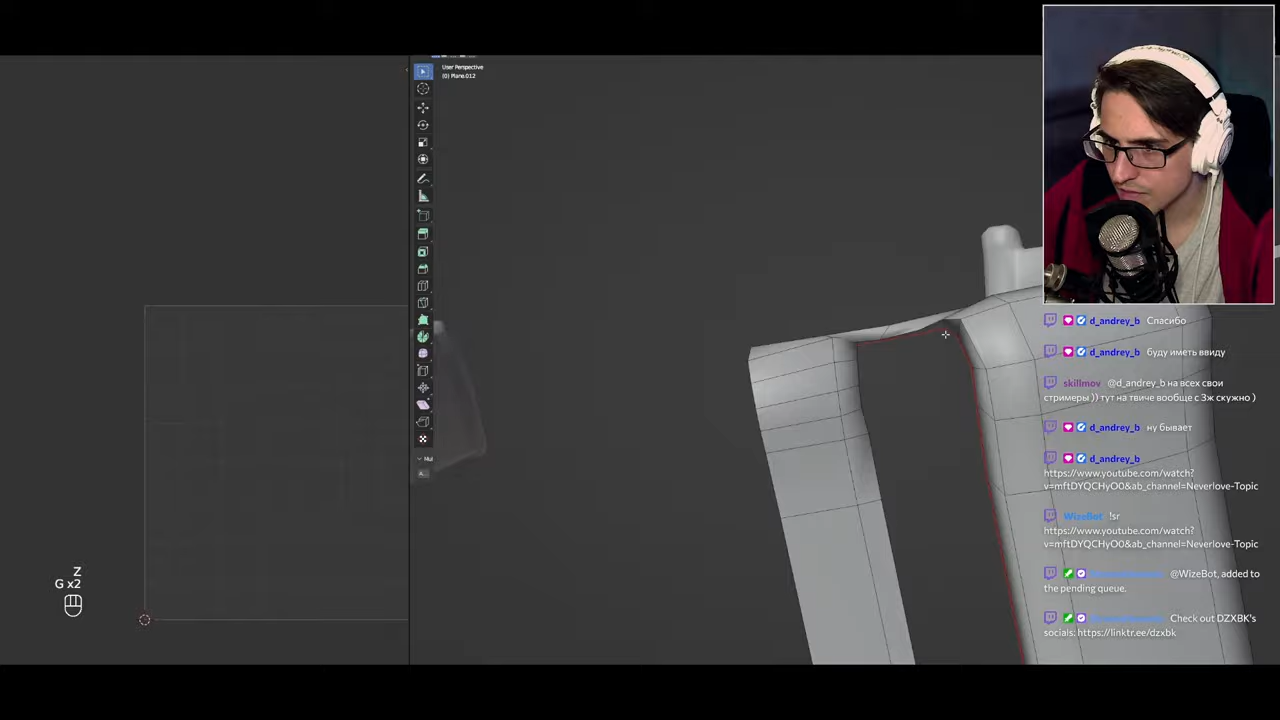 User Perspective
(0) Plane.012
Z
G x2
d_andrey_b Спасибо
d_andrey_b буду иметь ввиду
skillmov @d_andrey_b на всех свои
стримеры )) тут на твиче вообще с 3ж скужно )
d_andrey_b ну бывает
d_andrey_b
https://www.youtube.com/watch?
v=mftDYQCHyO0&ab_channel=Neverlove-Topic
WizeBot !sr
https://www.youtube.com/watch?
v=mftDYQCHyO0&ab_channel=Neverlove-Topic
@WizeBot, added to
the pending queue.
Check out DZXBK's
socials: https://linktr.ee/dzxbk